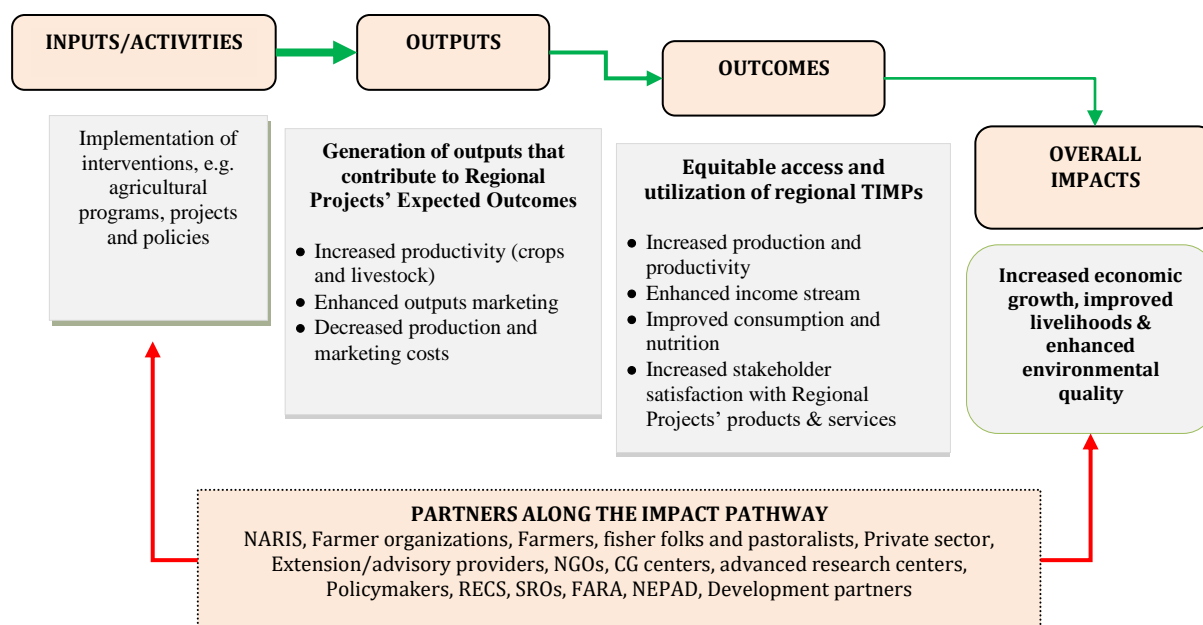 INPUTS/ACTIVITIES
OUTPUTS
OUTCOMES
OVERALL
IMPACTS
Implementation of
interventions, e.g.
agricultural
programs, projects
and policies
Generation of outputs that
contribute to Regional
Projects’ Expected Outcomes
● Increased productivity (crops
and livestock)
● Enhanced outputs marketing
● Decreased production and
marketing costs
Equitable access and
utilization of regional TIMPs
● Increased production and
productivity
● Enhanced income stream
● Improved consumption and
nutrition
● Increased stakeholder
satisfaction with Regional
Projects’ products & services
Increased economic
growth, improved
livelihoods &
enhanced
environmental
quality
PARTNERS ALONG THE IMPACT PATHWAY
NARIS, Farmer organizations, Farmers, fisher folks and pastoralists, Private sector,
Extension/advisory providers, NGOs, CG centers, advanced research centers,
Policymakers, RECS, SROs, FARA, NEPAD, Development partners